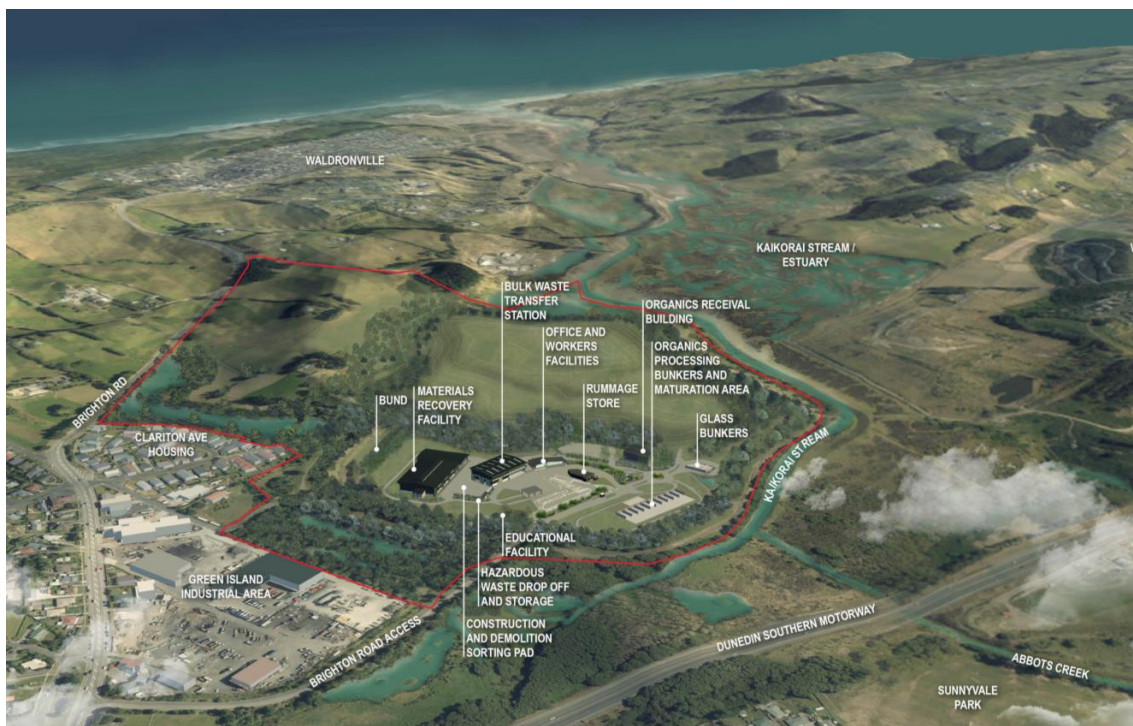 WALDRONVILLE
KAIKORAI STREAM /
ESTUARY
BULK WASTE
TRANSFER
STATION
ORGANICS RECEIVAL
BUILDING
OFFICE AND
WORKERS
FACILITIES
ORGANICS
PROCESSING
BUNKERS AND
MATURATION AREA
MATERIALS
RECOVERY
FACILITY
RUMMAGE
STORE
BUND
GLASS
BUNKERS
BRIGHTON RD
CLARITON AVE
HOUSING
KAIKORAI STREAM
EDUCATIONAL
FACILITY
HAZARDOUS
WASTE DROP OFF
AND STORAGE
GREEN ISLAND
INDUSTRIAL AREA
CONSTRUCTION
AND DEMOLITION
SORTING PAD
BRIGHTON ROAD ACCESS
DUNEDIN SOUTHERN MOTORWAY
ABBOTS CREEK
SUNNYVALE
PARK